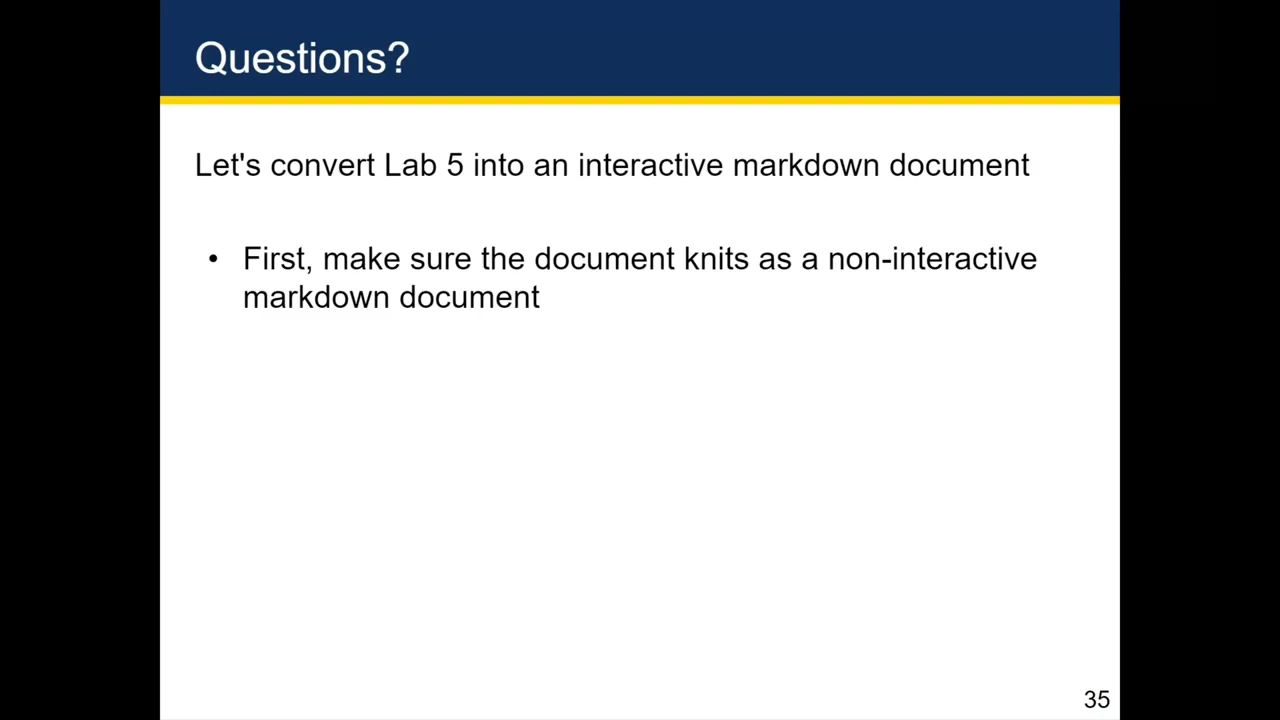 Questions?
Let's convert Lab 5 into an interactive markdown document
• First, make sure the document knits as a non-interactive
markdown document
35